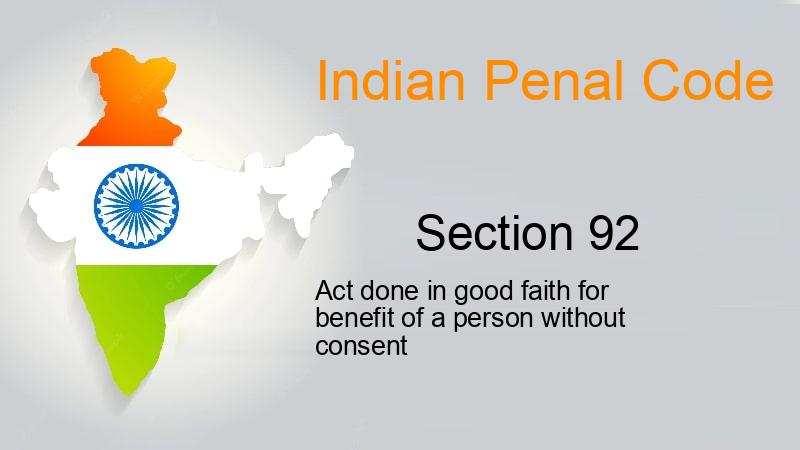 Indian Penal Code
Section 92
Act done in good faith for
benefit of a person without
consent